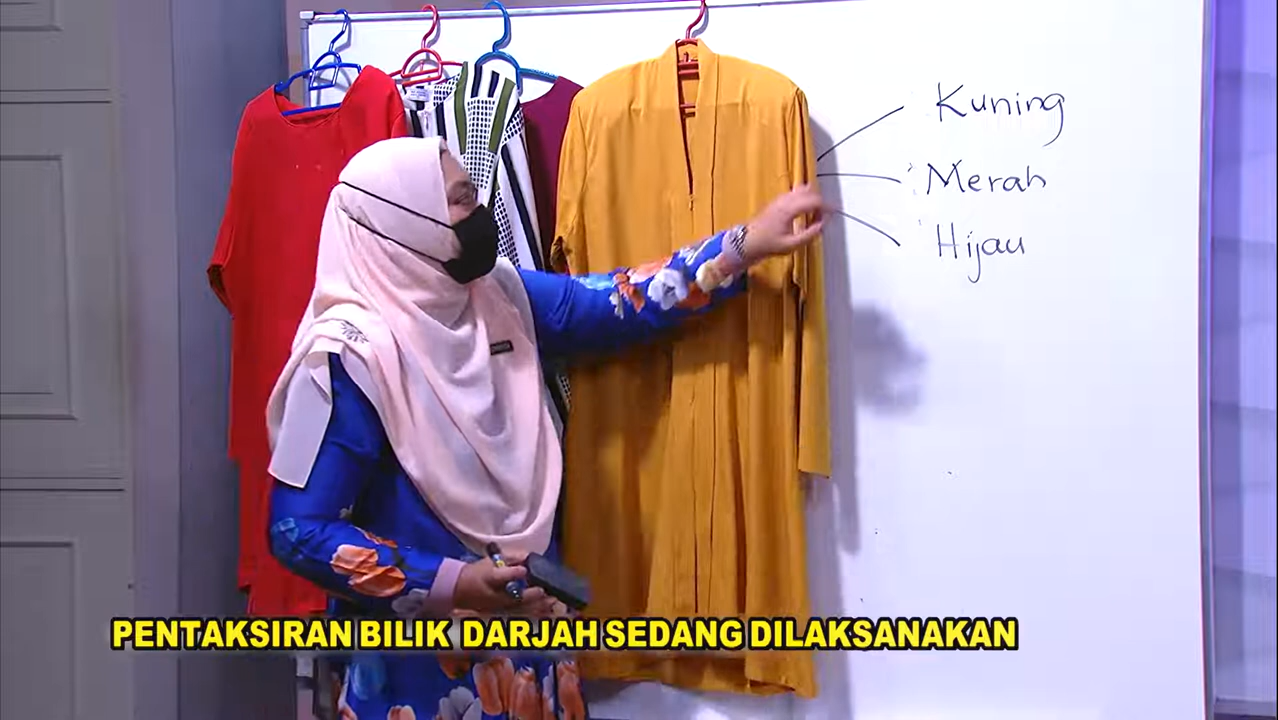 Kuning
Merah
Hijau
PENTAKSIRAN BILIK DARJAH SEDANG DILAKSANAKAN